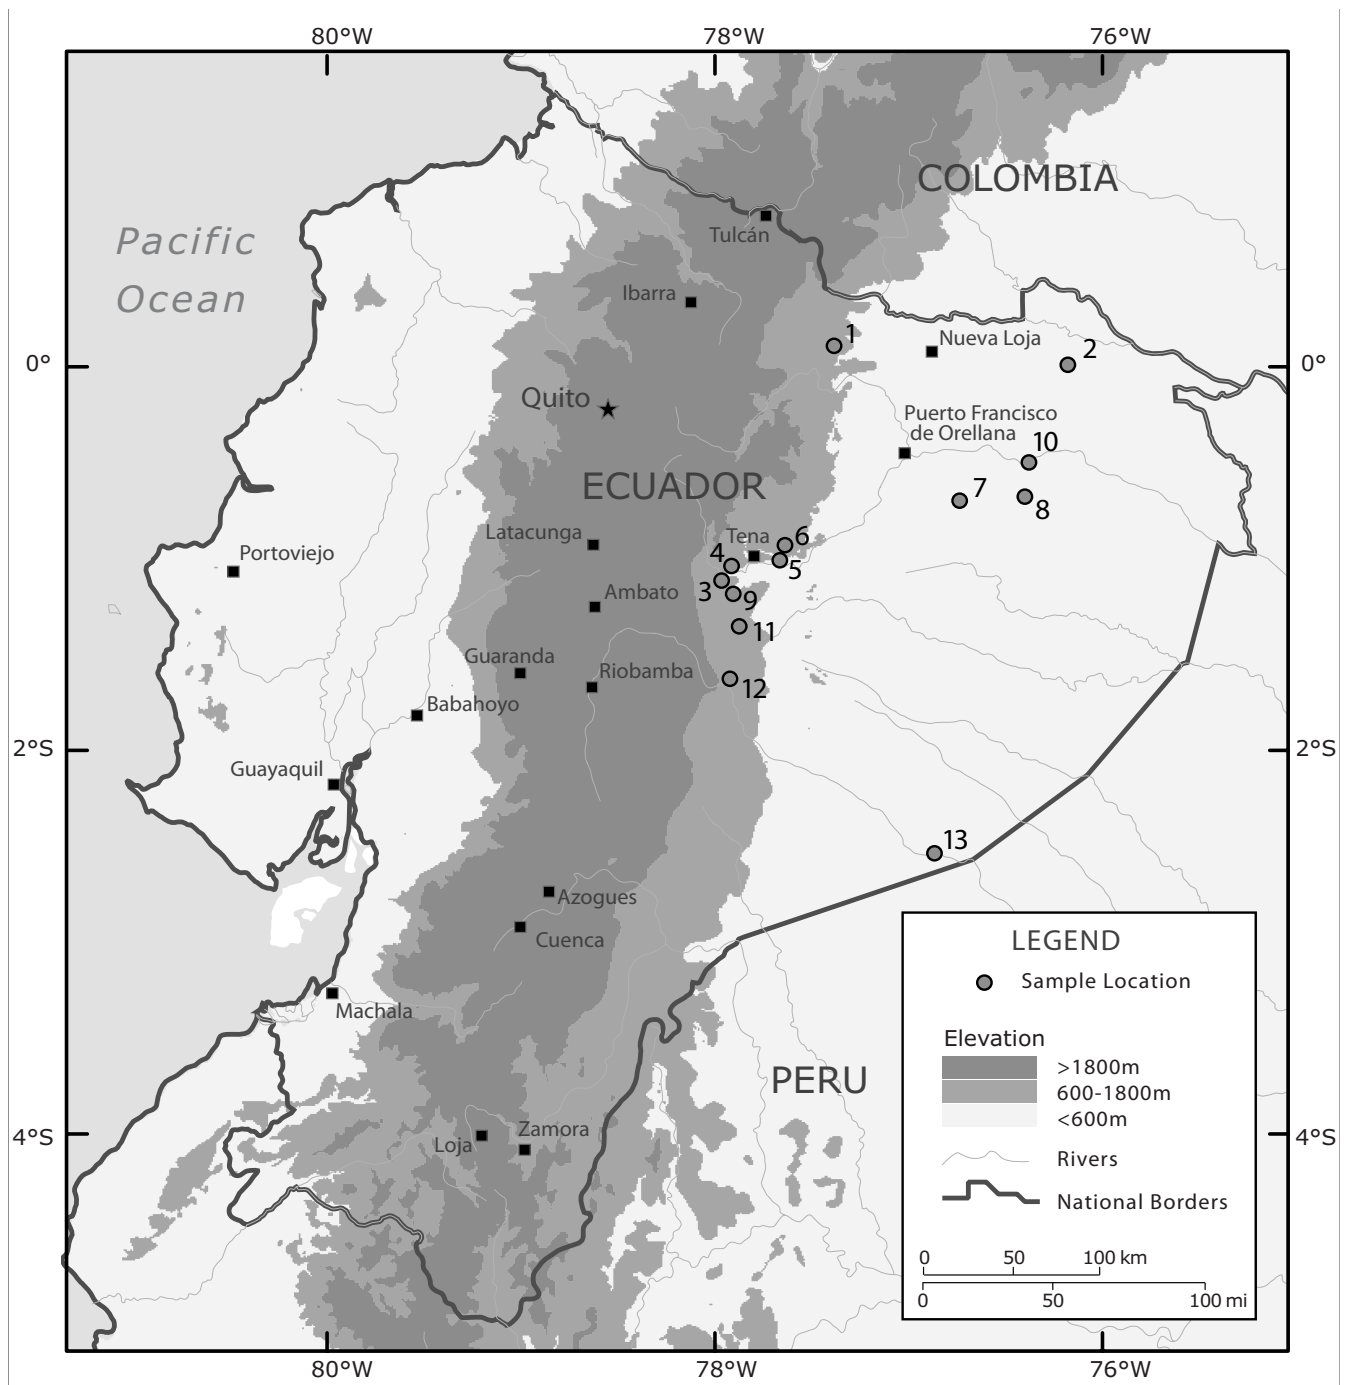 80°W 78°W 76°W
COLOMBIA
Pacific
Ocean
Tulcán
Ibarra
1
Nueva Loja
2
0°
0°
Quito
Puerto Francisco
de Orellana
10
ECUADOR
7
8
Latacunga
Tena
6
Portoviejo
4
5
Ambato
3
9
11
Guaranda
Riobamba
12
Babahoyo
2°S
2°S
Guayaquil
13
Azogues
Cuenca
LEGEND
Sample Location
Machala
Elevation
>1800m
600-1800m
<600m
PERU
Zamora
Loja
4°S
4°S
Rivers
National Borders
0 50 100 km
0 50 100 mi
80°W 78°W 76°W